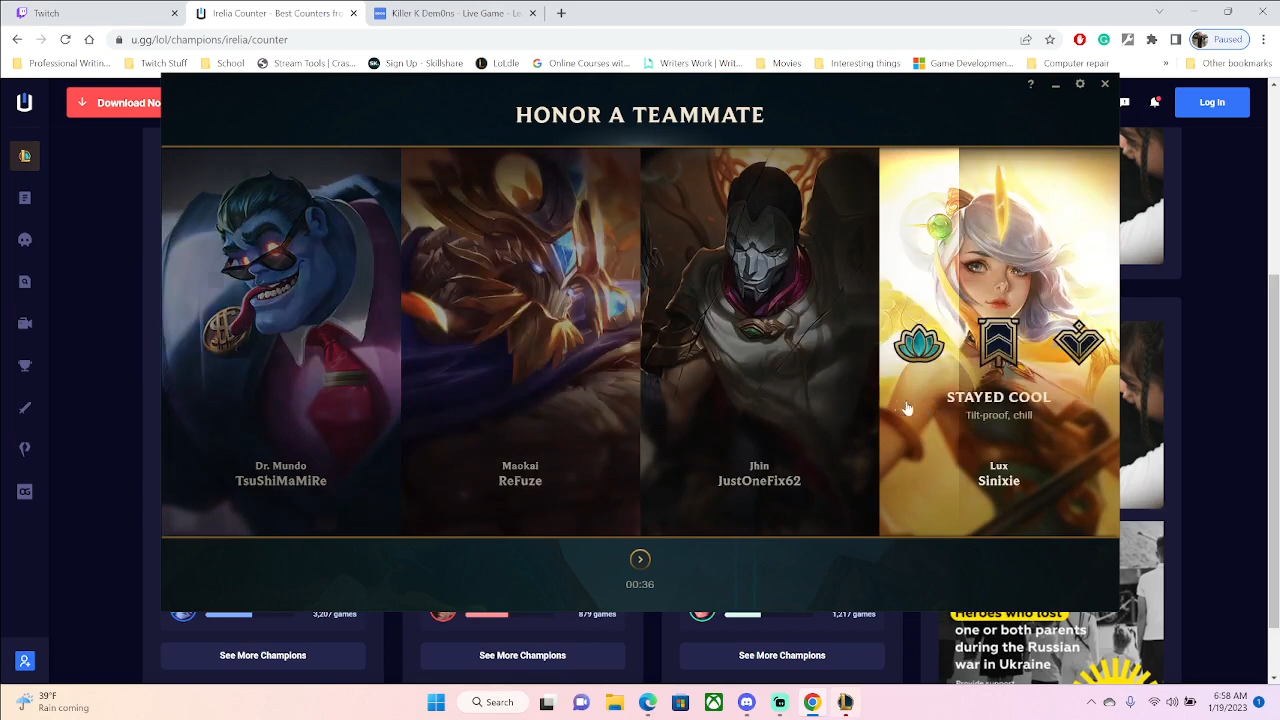 Twitch
Irelia Counter - Best Counters fro
Killer K Dem0ns - Live Game - Le
u.gg/lol/champions/irelia/counter
Paused
Professional Writin...
Twitch Stuff
School
Stream Tools | Cras...
Sign Up - Skillshare
Lotdle
Online Courses wit...
Writers Work | Writ...
Movies
Interesting things
Game Developmen...
Computer repair
Other bookmarks
Download No
Log In
HONOR A TEAMMATE
STAYED COOL
Tilt-proof, chill
Dr. Mundo
TsuShiMaMiRe
Maokai
ReFuze
Jhin
JustOneFix62
Lux
Sinixie
00:36
3,207 games
879 games
1,217 games
See More Champions
See More Champions
See More Champions
Heroes who lost
one or both parents
during the Russian
war in Ukraine
Provide support
39°F
Rain coming
Search
6:58 AM
1/19/2023